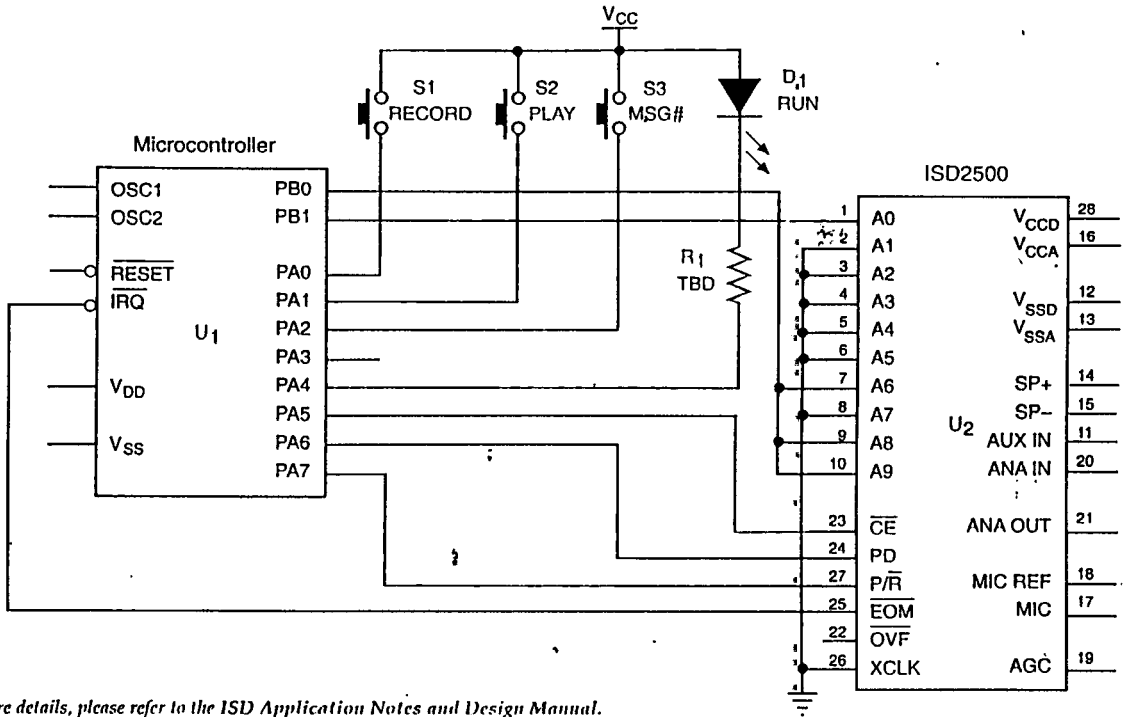 VCC
S1
RECORD
S2
PLAY
S3
MSG#
D1
RUN
Microcontroller
OSC1
OSC2
RESET
IRQ
VDD
VSS
U1
PB0
PB1
PA0
PA1
PA2
PA3
PA4
PA5
PA6
PA7
R1
TBD
ISD2500
1 A0
2 A1
3 A2
4 A3
5 A4
6 A5
7 A6
8 A7
9 A8
10 A9
23 CE
24 PD
27 P/R
25 EOM
22 OVF
26 XCLK
U2
VCCD 28
VCCA 16
VSSD 12
VSSA 13
SP+ 14
SP– 15
AUX IN 11
ANA IN 20
ANA OUT 21
MIC REF 18
MIC 17
AGC 19
re details, please refer to the ISD Application Notes and Design Manual.